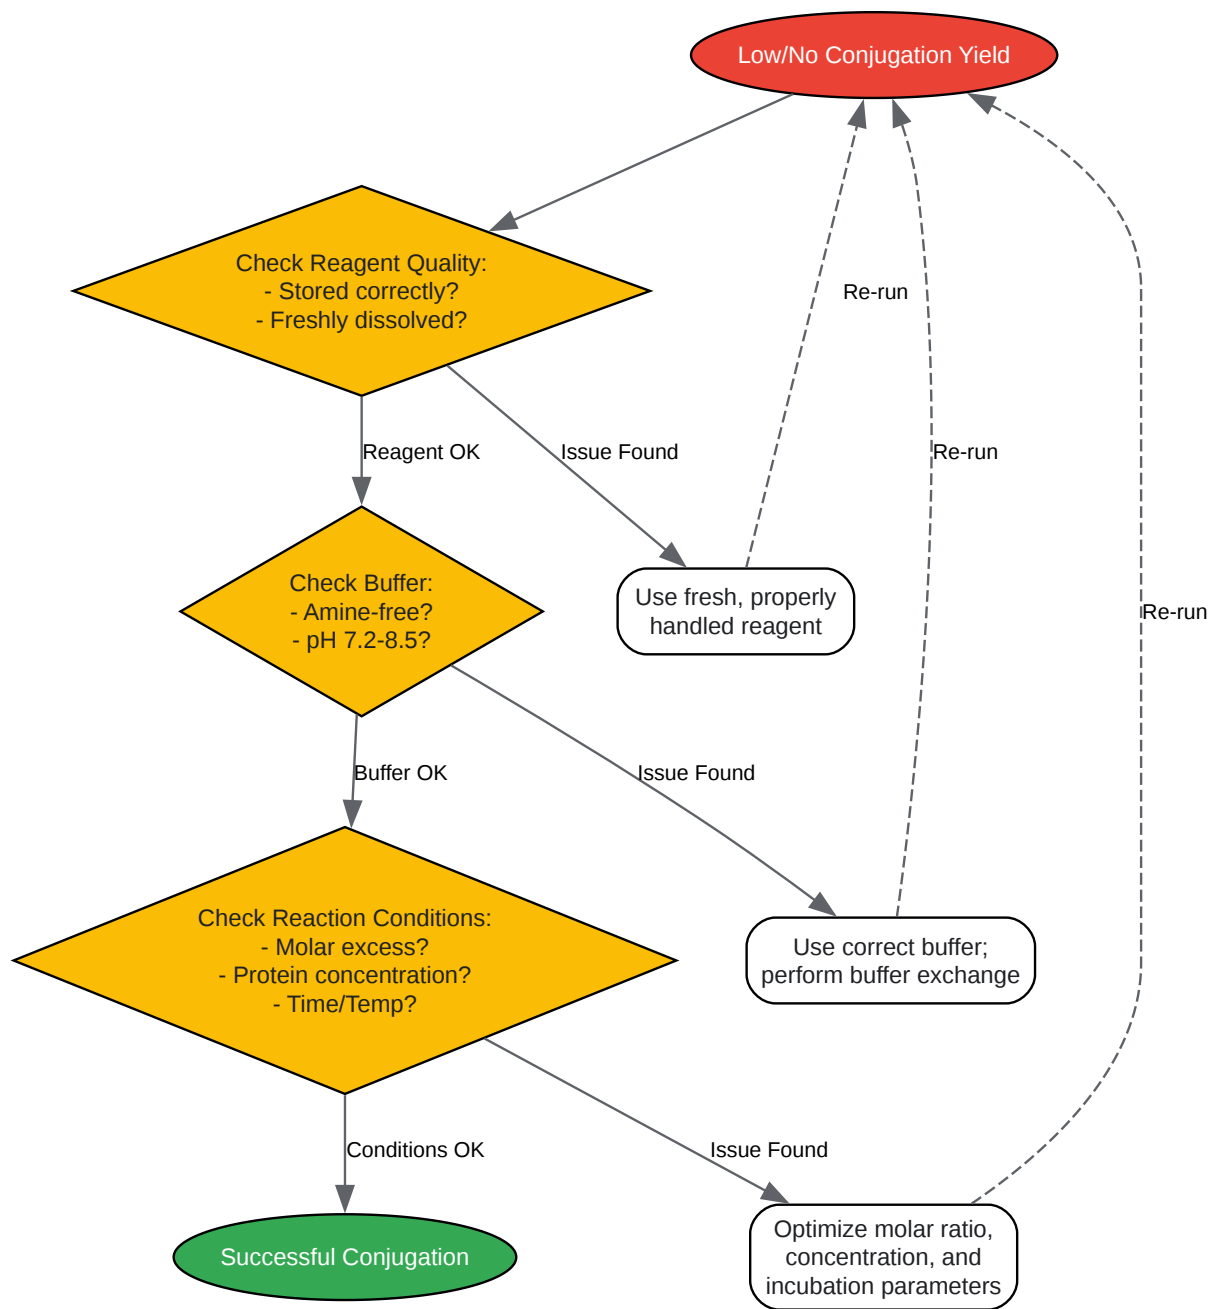 Low/No Conjugation Yield
Check Reagent Quality:
- Stored correctly?
- Freshly dissolved?
Re-run
Reagent OK
Issue Found
Re-run
Check Buffer:
- Amine-free?
- pH 7.2-8.5?
Use fresh, properly
handled reagent
Re-run
Buffer OK
Issue Found
Check Reaction Conditions:
- Molar excess?
- Protein concentration?
- Time/Temp?
Use correct buffer;
perform buffer exchange
Conditions OK
Issue Found
Successful Conjugation
Optimize molar ratio,
concentration, and
incubation parameters